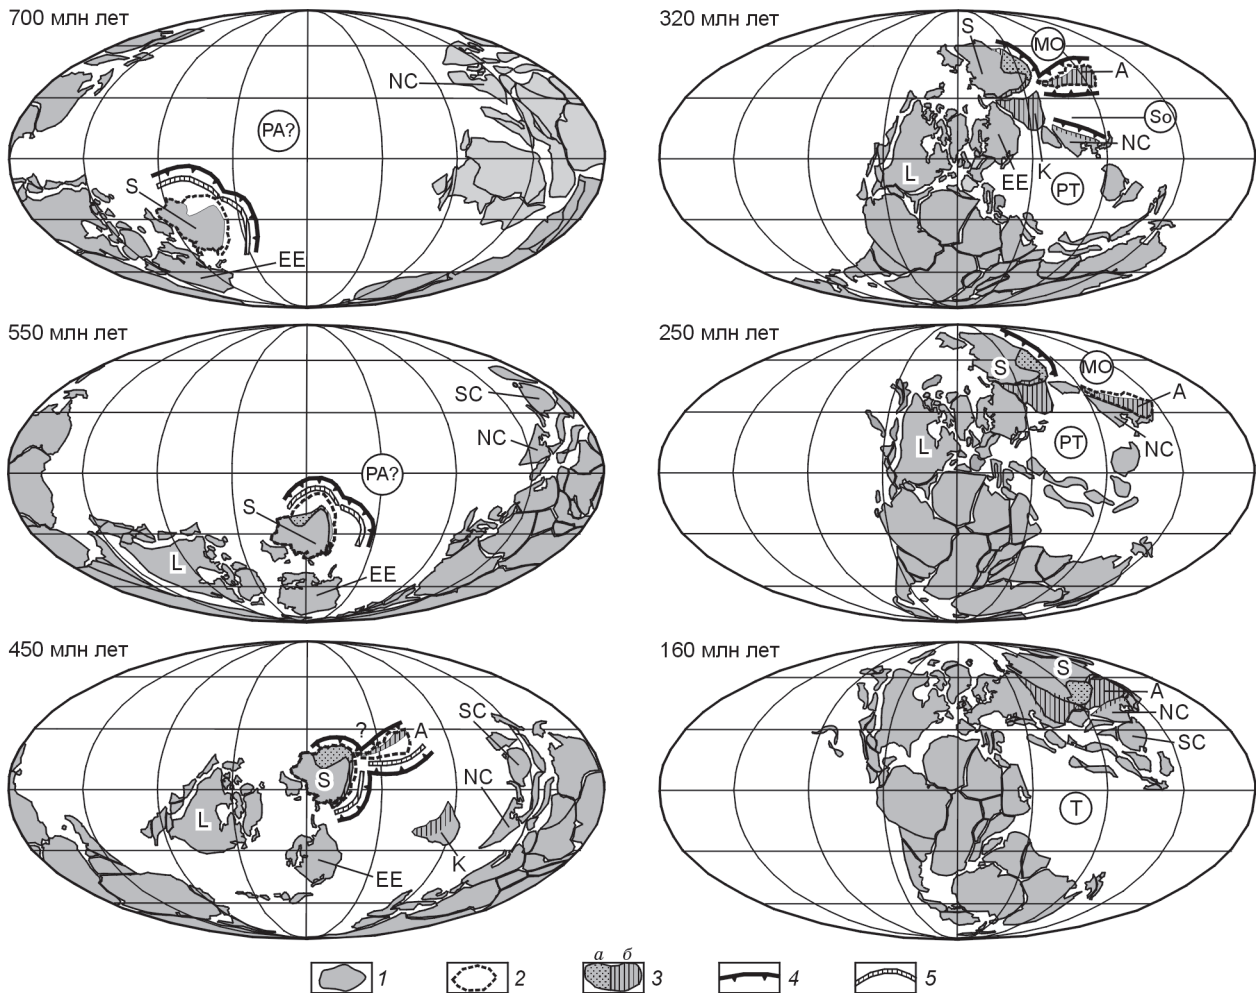 700 млн лет
NC
PA?
S
EE
550 млн лет
SC
NC
PA?
S
L
EE
450 млн лет
SC
?
A
S
NC
L
K
EE
320 млн лет
S
MO
A
So
NC
L
EE
K
PT
250 млн лет
S
MO
A
L
PT
NC
160 млн лет
S
A
NC
SC
T
а б
1 2 3 4 5